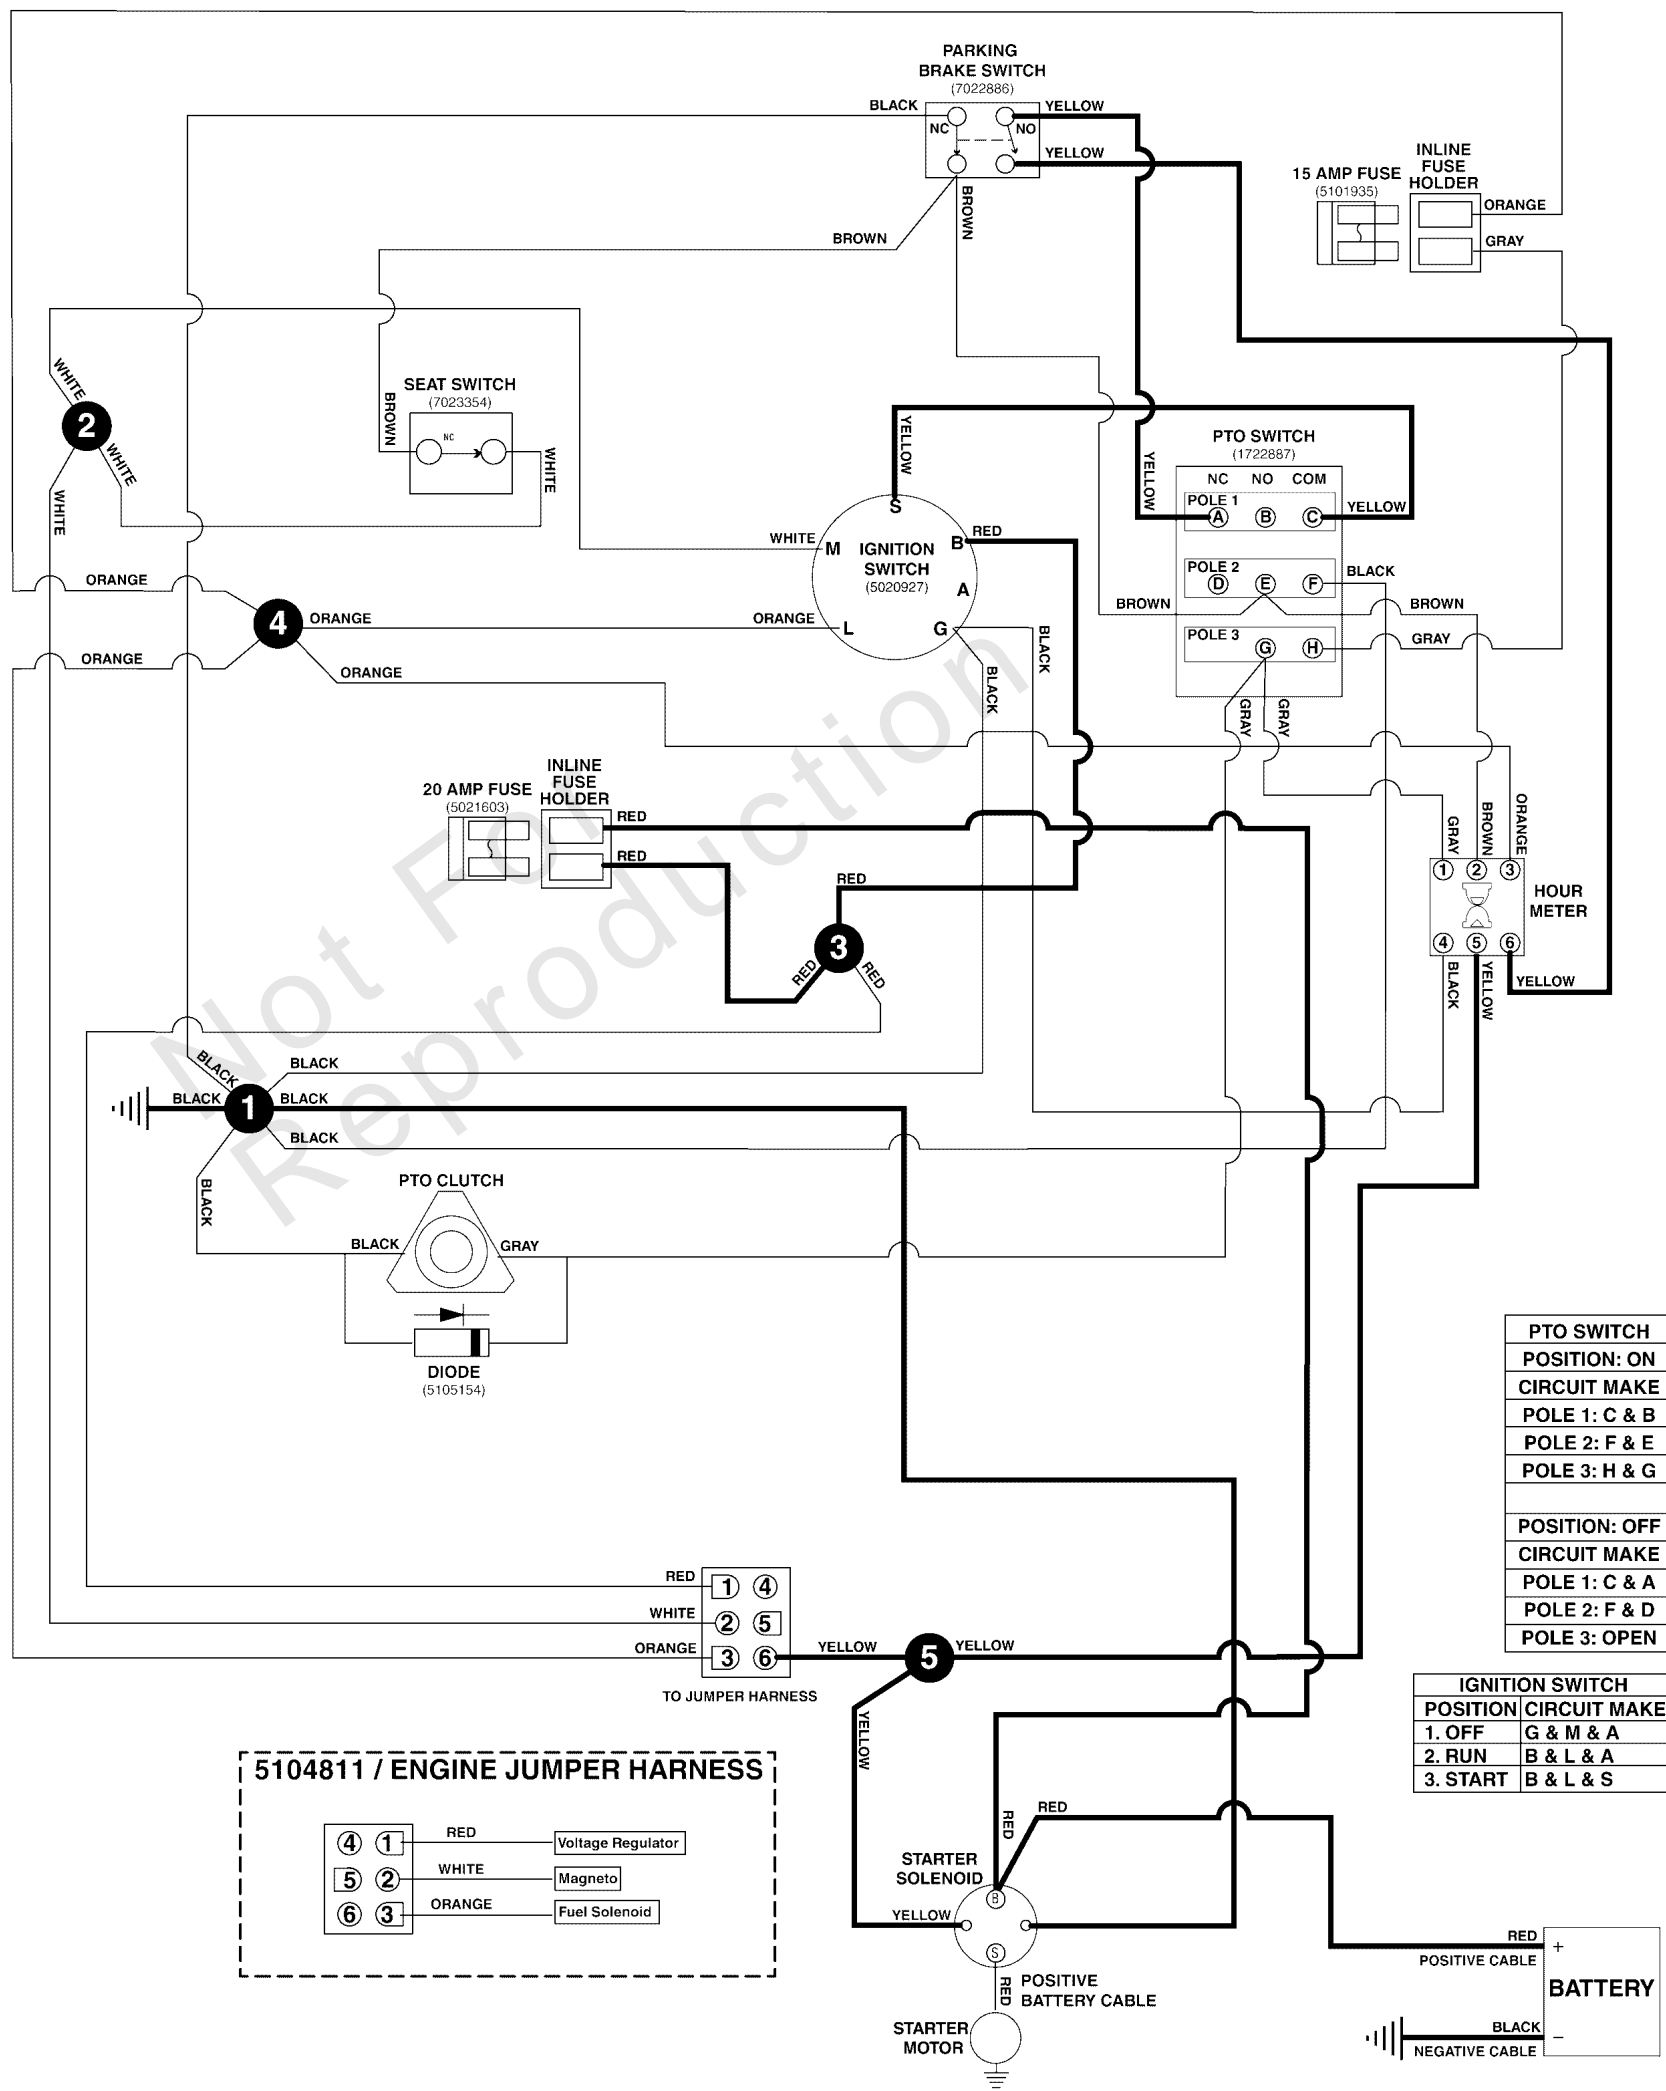 PARKING
BRAKE SWITCH
(7022886)
BLACK
YELLOW
NC
NO
YELLOW
BROWN
BROWN
15 AMP FUSE
(5101935)
INLINE
FUSE
HOLDER
ORANGE
GRAY
WHITE
2
WHITE
WHITE
SEAT SWITCH
(7023354)
BROWN
NC
WHITE
YELLOW
YELLOW
PTO SWITCH
(1722887)
NC NO COM
POLE 1
A B C
YELLOW
POLE 2
D E F
BLACK
BROWN
BROWN
POLE 3
G H
GRAY
GRAY
GRAY
S
WHITE
M
IGNITION
SWITCH
(5020927)
B
RED
A
L
G
BLACK
BLACK
ORANGE
4
ORANGE
ORANGE
ORANGE
ORANGE
20 AMP FUSE
(5021603)
INLINE
FUSE
HOLDER
RED
RED
RED
3
RED
RED
GRAY
BROWN
ORANGE
1 2 3
HOUR
METER
4 5 6
BLACK
YELLOW
YELLOW
Not For
Reproduction
BLACK
BLACK
BLACK
1
BLACK
BLACK
BLACK
PTO CLUTCH
BLACK
GRAY
DIODE
(5105154)
PTO SWITCH
POSITION: ON
CIRCUIT MAKE
POLE 1: C & B
POLE 2: F & E
POLE 3: H & G
POSITION: OFF
CIRCUIT MAKE
POLE 1: C & A
POLE 2: F & D
POLE 3: OPEN
RED
1 4
WHITE
2 5
ORANGE
3 6
YELLOW
5
YELLOW
TO JUMPER HARNESS
YELLOW
IGNITION SWITCH
POSITION CIRCUIT MAKE
1. OFF G & M & A
2. RUN B & L & A
3. START B & L & S
5104811 / ENGINE JUMPER HARNESS
4 1
RED
Voltage Regulator
5 2
WHITE
Magneto
6 3
ORANGE
Fuel Solenoid
RED
RED
STARTER
SOLENOID
B
YELLOW
S
RED
POSITIVE
BATTERY CABLE
STARTER
MOTOR
RED
+
POSITIVE CABLE
BATTERY
BLACK
−
NEGATIVE CABLE